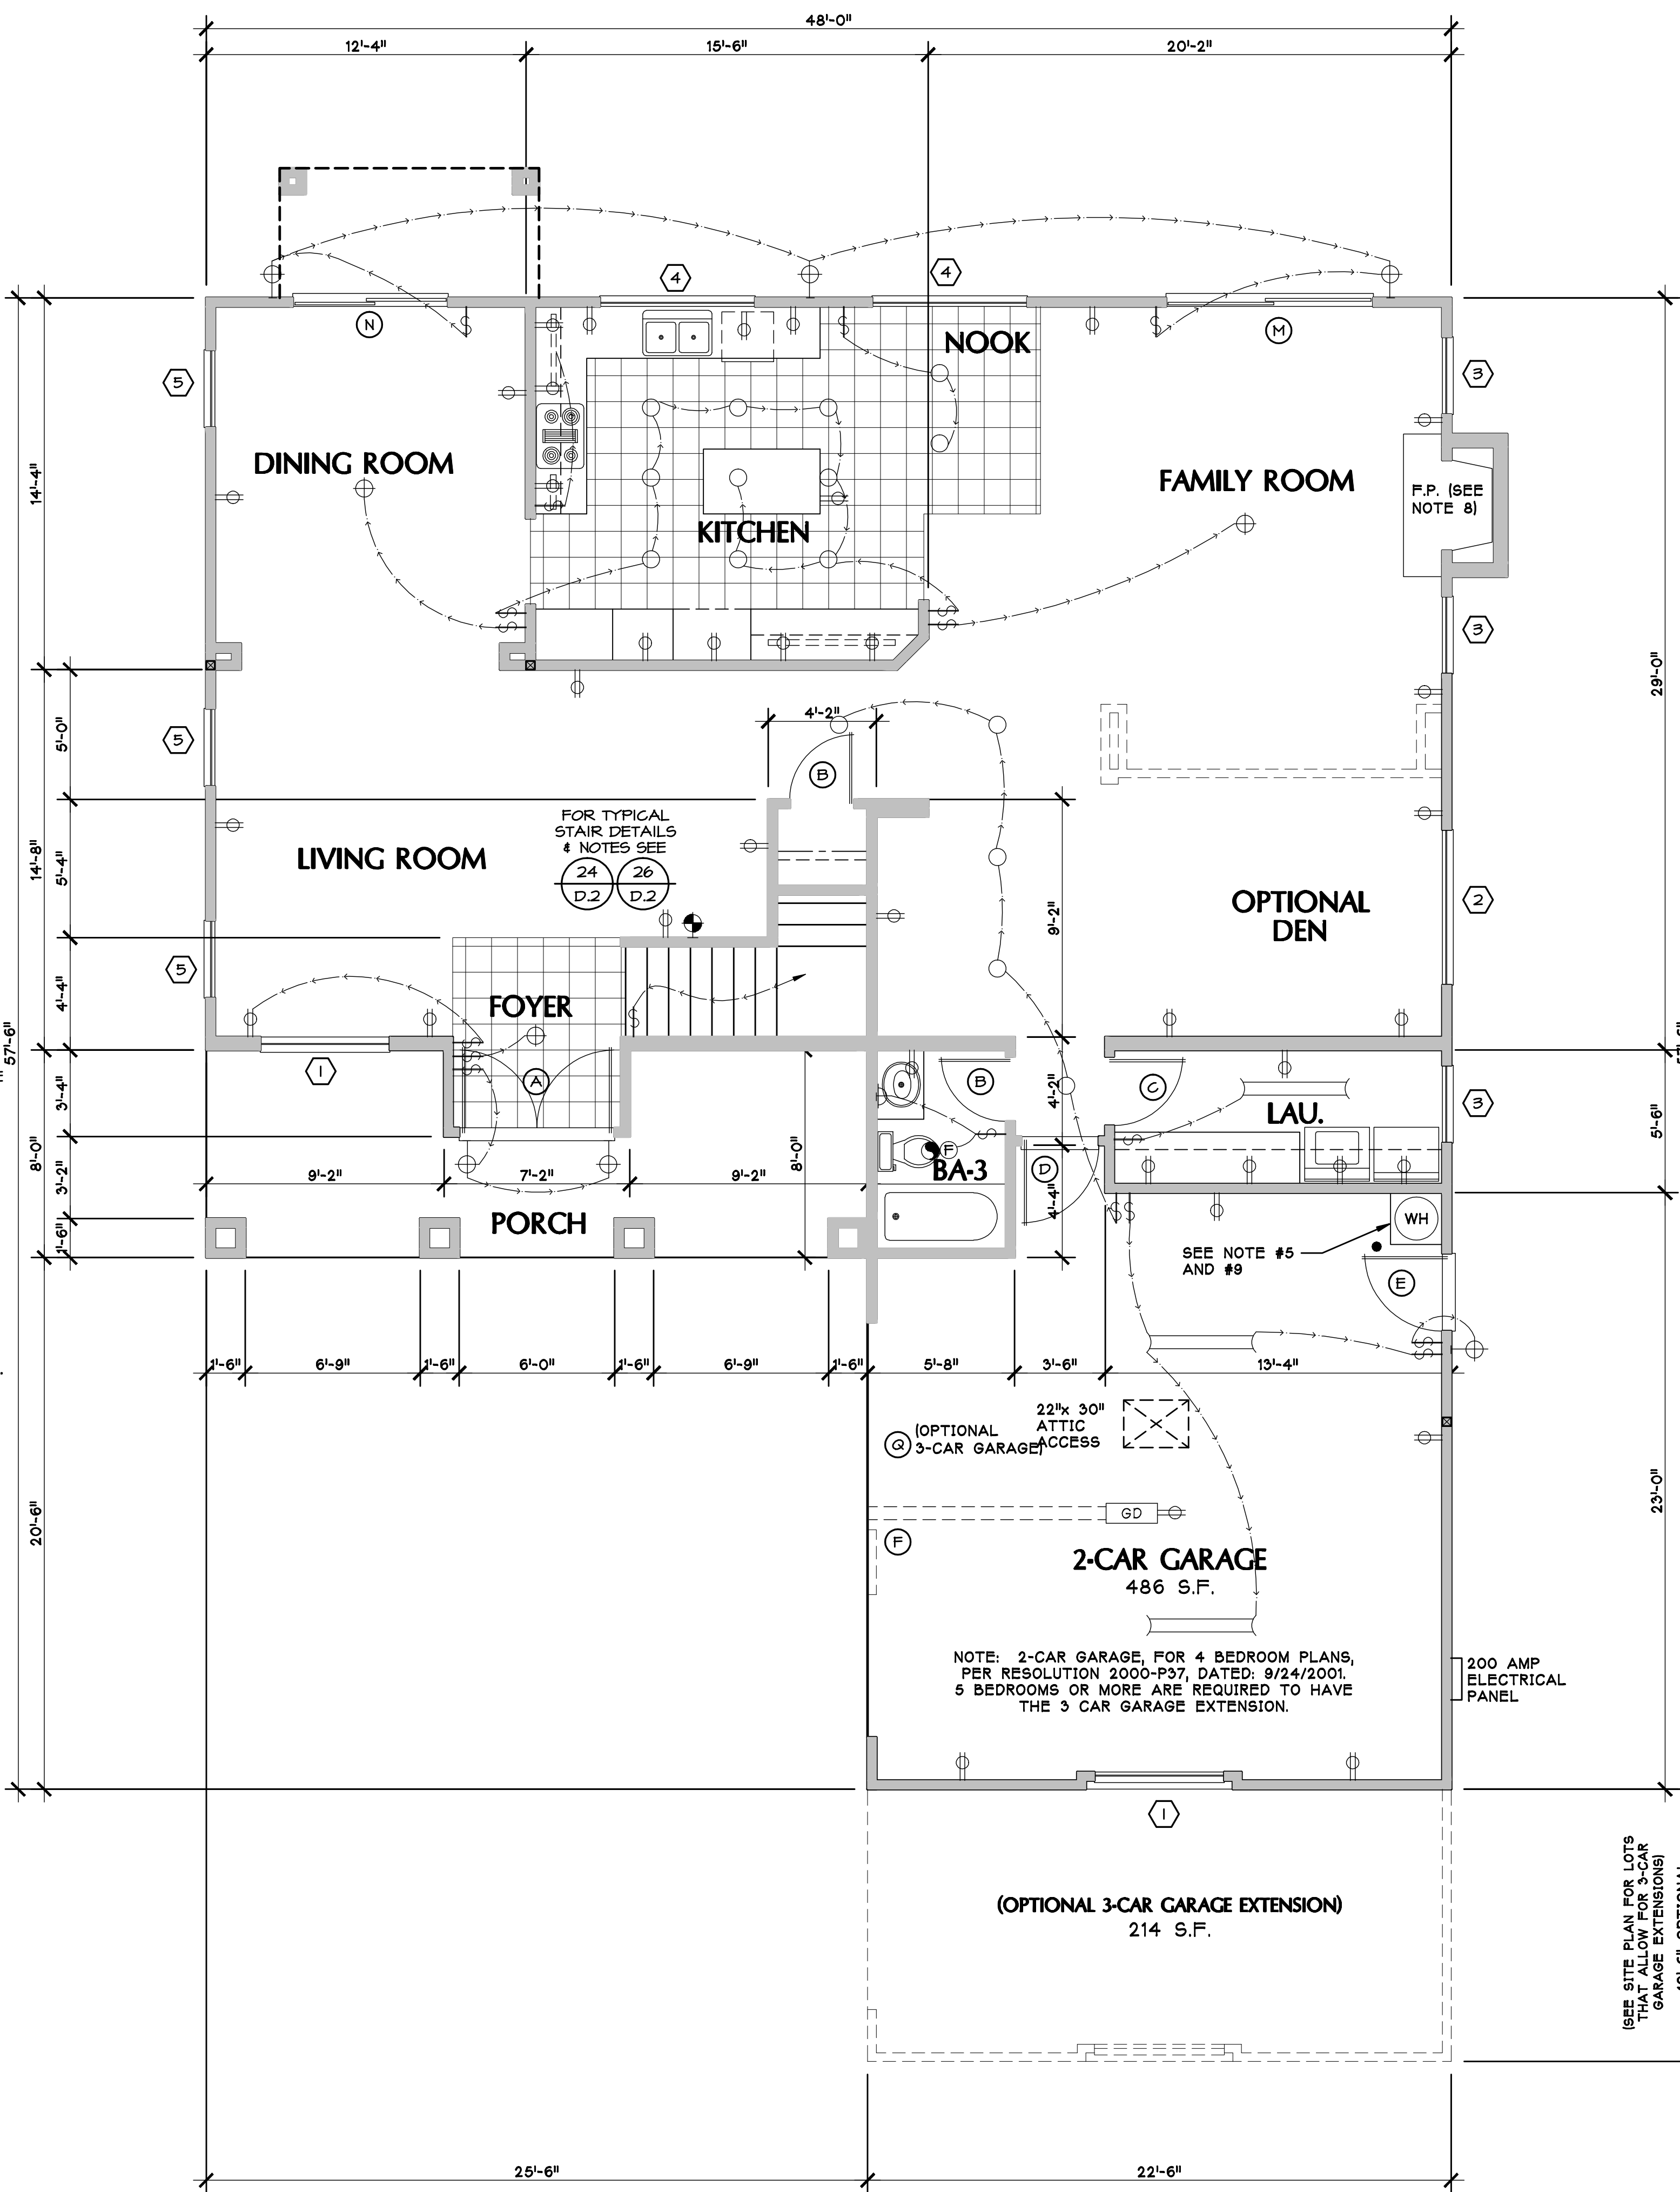 48'-0"
12'-4"
15'-6"
20'-2"
4
4
N
NOOK
M
5
3
DINING ROOM
FAMILY ROOM
F.P. (SEE
NOTE 8)
KITCHEN
14'-4"
3
29'-0"
5
5'-0"
4'-2"
B
FOR TYPICAL
STAIR DETAILS
& NOTES SEE
24
D.2
26
D.2
LIVING ROOM
14'-8"
5'-4"
9'-2"
OPTIONAL
DEN
2
5
4'-4"
FOYER
57'-6"
1
A
B
4'-2"
C
LAU.
3
5'-6"
3'-4"
8'-0"
3'-2"
1'-6"
9'-2"
7'-2"
9'-2"
8'-0"
F
BA-3
D
4'-4"
PORCH
WH
SEE NOTE #5
AND #9
E
1'-6"
6'-9"
1'-6"
6'-0"
1'-6"
6'-9"
1'-6"
5'-8"
3'-6"
13'-4"
22"x 30"
ATTIC
ACCESS
Q
(OPTIONAL
3-CAR GARAGE)
20'-6"
23'-0"
GD
F
2-CAR GARAGE
486 S.F.
NOTE: 2-CAR GARAGE, FOR 4 BEDROOM PLANS,
PER RESOLUTION 2000-P37, DATED: 9/24/2001.
5 BEDROOMS OR MORE ARE REQUIRED TO HAVE
THE 3 CAR GARAGE EXTENSION.
200 AMP
ELECTRICAL
PANEL
1
(OPTIONAL 3-CAR GARAGE EXTENSION)
214 S.F.
(SEE SITE PLAN FOR LOTS
THAT ALLOW FOR 3-CAR
GARAGE EXTENSIONS)
25'-6"
22'-6"